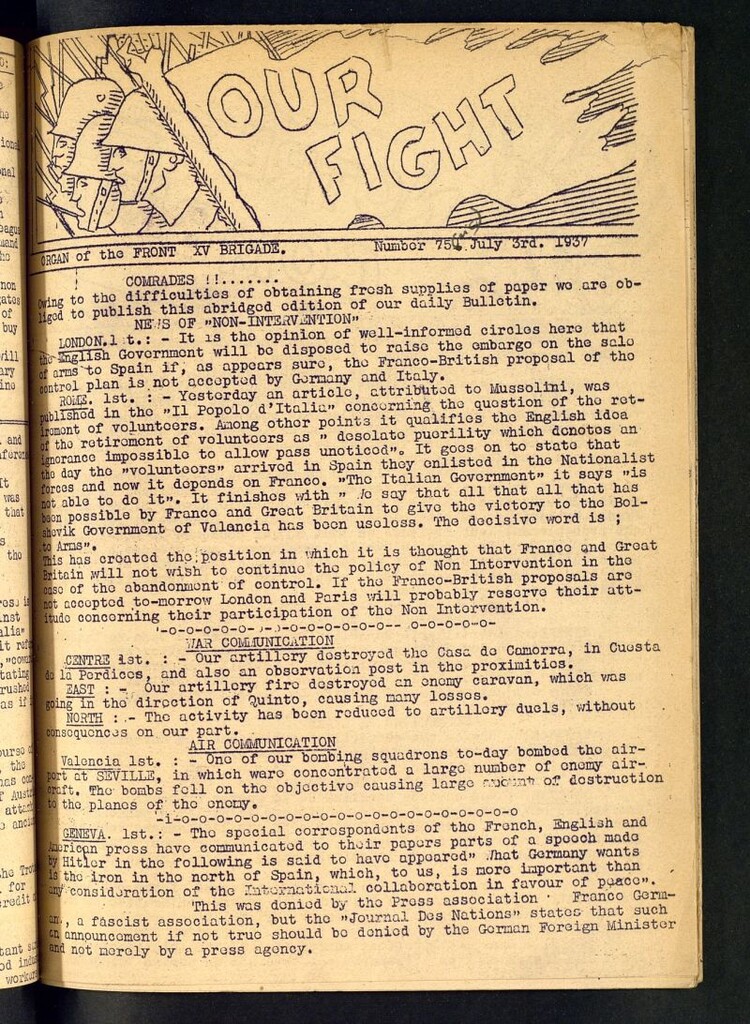 OUR
FIGHT
ORGAN of the FRONT XV BRIGADE. Number 75 July 3rd. 1937
COMRADES !!.......
Owing to the difficulties of obtaining fresh supplies of paper we are ob-
liged to publish this abridged edition of our daily Bulletin.
NEWS OF "NON-INTERVENTION"
LONDON.1st.: - It is the opinion of well-informed circles here that
the English Government will be disposed to raise the embargo on the sale
of arms to Spain if, as appears sure, the Franco-British proposal of the
control plan is not accepted by Germany and Italy.
ROME. 1st. : - Yesterday an article, attributed to Mussolini, was
published in the "Il Popolo d'Italia" concerning the question of the ret-
irement of volunteers. Among other points it qualifies the English idea
of the retirement of volunteers as " desolate puerility which denotes an
ignorance impossible to allow pass unoticed". It goes on to state that
the day the "volunteers" arrived in Spain they enlisted in the Nationalist
forces and now it depends on Franco. "The Italian Government" it says "is
not able to do it". It finishes with " We say that all that all that has
been possible by France and Great Britain to give the victory to the Bol-
shevik Government of Valancia has been useless. The decisive word is ;
to Arms".
This has created the position in which it is thought that France and Great
Britain will not wish to continue the policy of Non Intervention in the
case of the abandonment of control. If the Franco-British proposals are
not accepted to-morrow London and Paris will probably reserve their att-
itude concerning their participation of the Non Intervention.
WAR COMMUNICATION
CENTRE 1st. : - Our artillery destroyed the Casa de Camorra, in Cuesta
de la Perdices, and also an observation post in the proximities.
EAST : - Our artillery fire destroyed an enemy caravan, which was
going in the direction of Quinto, causing many losses.
NORTH : - The activity has been reduced to artillery duels, without
consequences on our part.
AIR COMMUNICATION
Valencia 1st. : - One of our bombing squadrons to-day bombed the air-
port at SEVILLE, in which ware concentrated a large number of enemy air-
craft. The bombs fell on the objective causing large amount of destruction
to the planes of the enemy.
GENEVA. 1st.: - The special correspondents of the French, English and
American press have communicated to their papers parts of a speech made
by Hitler in the following is said to have appeared" What Germany wants
is the iron in the north of Spain, which, to us, is more important than
any consideration of the International collaboration in favour of peace".
This was denied by the Press association Franco Germ-
an, a fascist association, but the "Journal Des Nations" states that such
an announcement if not true should be denied by the German Foreign Minister
and not merely by a press agency.